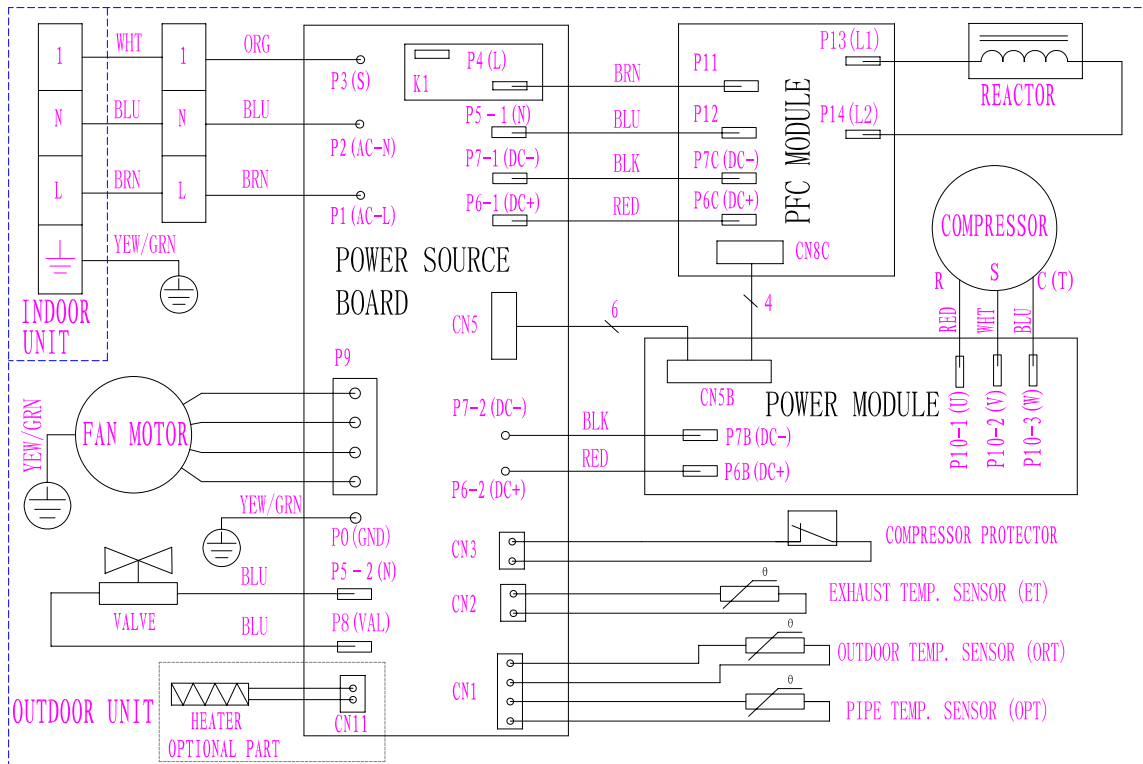 1
WHT
1
ORG
P3(S)
K1
P4(L)
BRN
P11
P13(L1)
REACTOR
N
BLU
N
BLU
P2(AC-N)
P5-1(N)
BLU
P12
P14(L2)
P7-1(DC-)
BLK
P7C(DC-)
PFC MODULE
L
BRN
L
BRN
P1(AC-L)
P6-1(DC+)
RED
P6C(DC+)
COMPRESSOR
YEW/GRN
CN8C
R
S
C(T)
INDOOR
UNIT
POWER SOURCE
BOARD
CN5
6
4
RED
WHT
BLU
P9
CN5B
POWER MODULE
P10-1(U)
P10-2(V)
P10-3(W)
YEW/GRN
FAN MOTOR
P7-2(DC-)
BLK
P7B(DC-)
P6-2(DC+)
RED
P6B(DC+)
YEW/GRN
P0(GND)
CN3
COMPRESSOR PROTECTOR
BLU
P5-2(N)
CN2
θ
EXHAUST TEMP. SENSOR (ET)
VALVE
BLU
P8(VAL)
θ
OUTDOOR TEMP. SENSOR (ORT)
CN1
θ
PIPE TEMP. SENSOR (OPT)
OUTDOOR UNIT
HEATER
OPTIONAL PART
CN11